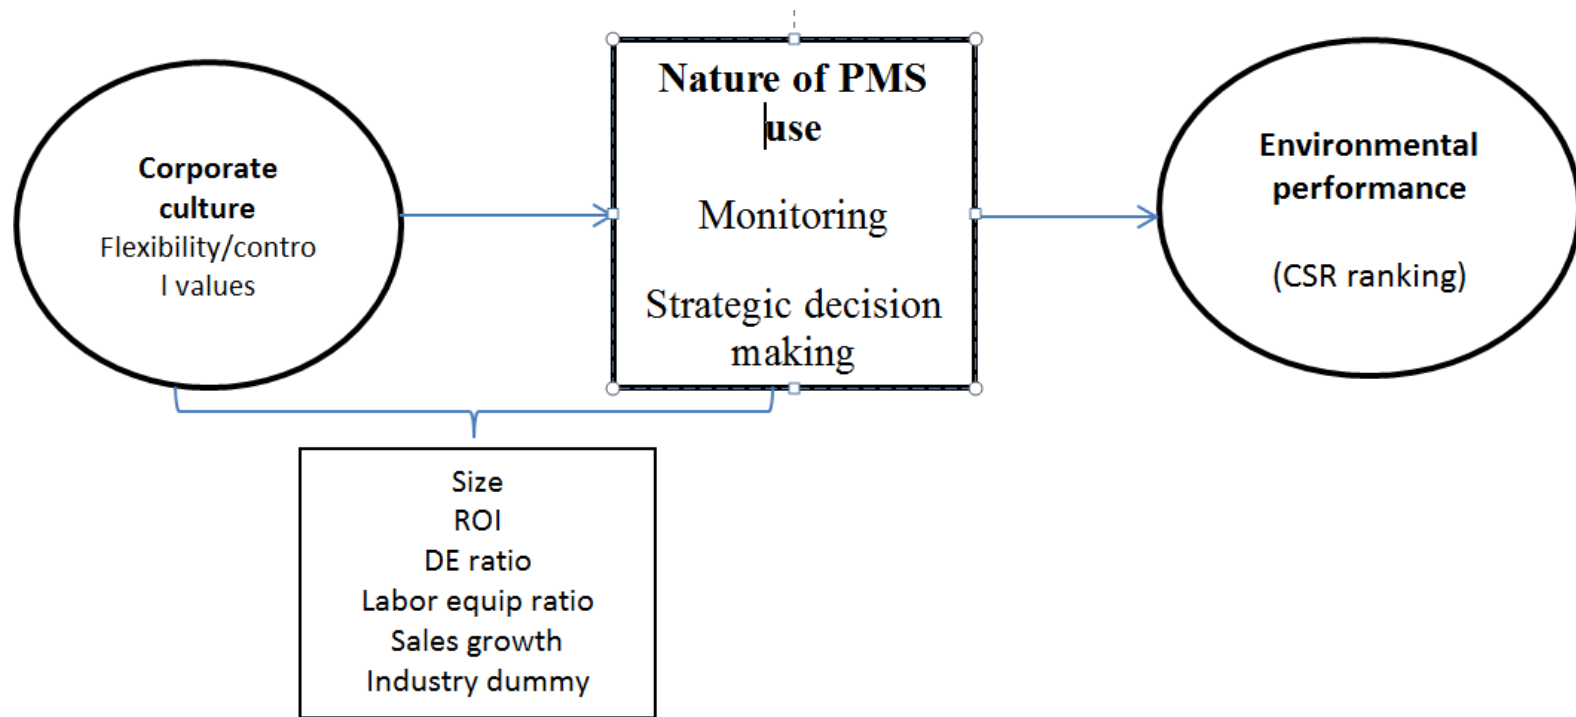 Corporate
culture
Flexibility/contro
l values
Nature of PMS
use
Monitoring
Strategic decision
making
Environmental
performance
(CSR ranking)
Size
ROI
DE ratio
Labor equip ratio
Sales growth
Industry dummy